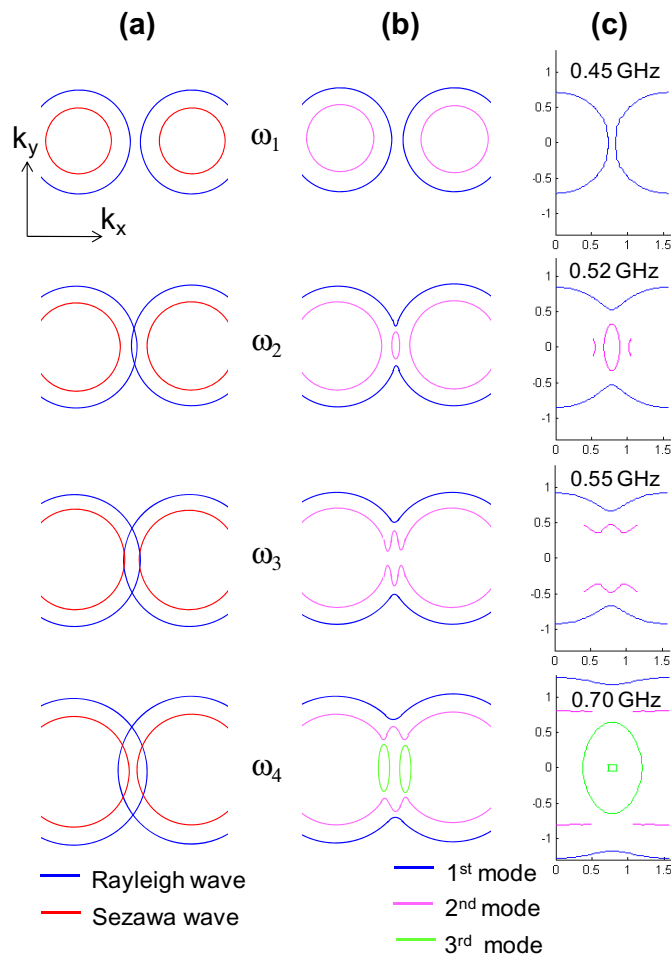 (a) (b) (c)
0.45 GHz
1
0.5
0
-0.5
-1
0 0.5 1 1.5
ky
kx
ω1
0.52 GHz
1
0.5
0
-0.5
-1
0 0.5 1 1.5
ω2
0.55 GHz
1
0.5
0
-0.5
-1
0 0.5 1 1.5
ω3
0.70 GHz
1
0.5
0
-0.5
-1
0 0.5 1 1.5
ω4
Rayleigh wave
Sezawa wave
1st mode
2nd mode
3rd mode